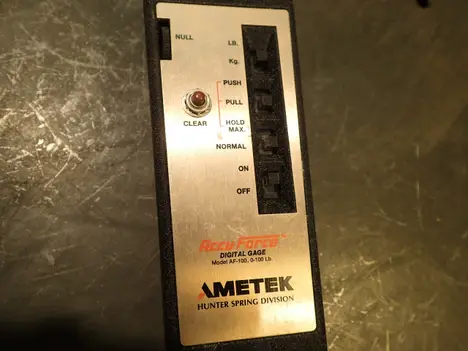 NULL
LB.
Kg.
PUSH
PULL
CLEAR
HOLD
MAX.
NORMAL
ON
OFF
Accu Force
DIGITAL GAGE
Model AF-100, 0-100 Lb.
AMETEK
HUNTER SPRING DIVISION